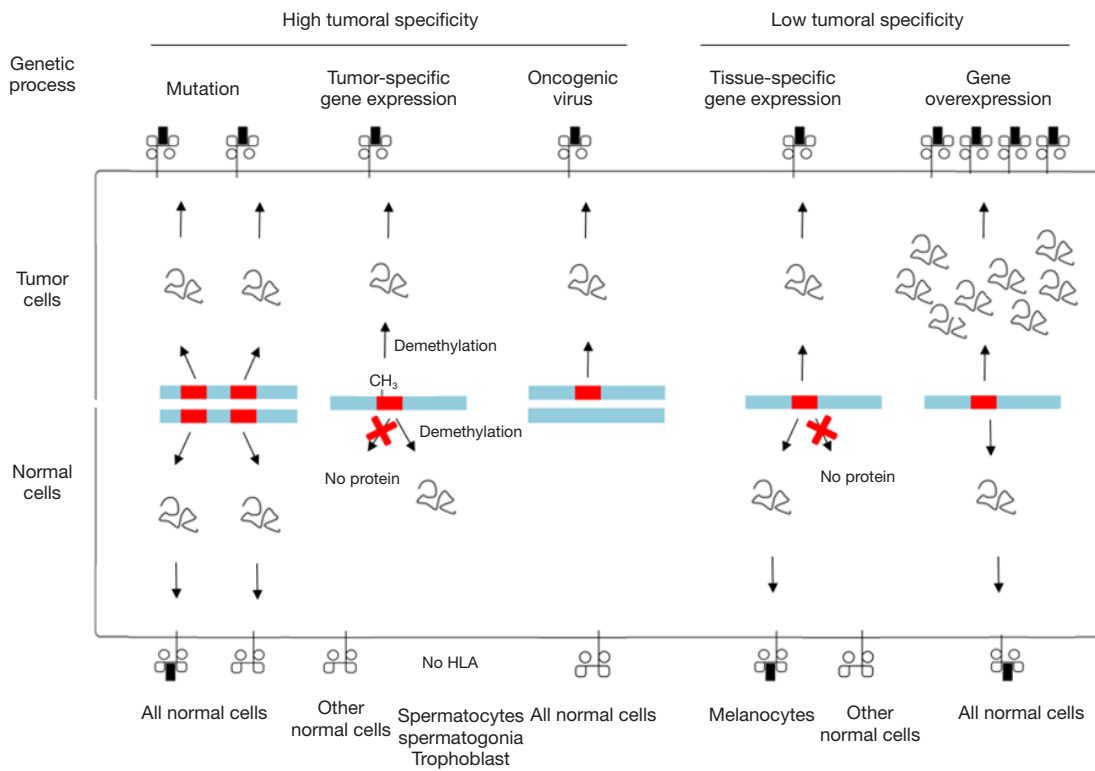 High tumoral specificity
Low tumoral specificity
Genetic
process
Mutation
Tumor-specific
gene expression
Oncogenic
virus
Tissue-specific
gene expression
Gene
overexpression
Tumor
cells
Demethylation
CH3
Demethylation
Normal
cells
No protein
No protein
No HLA
All normal cells
Other
normal cells
Spermatocytes
spermatogonia
Trophoblast
All normal cells
Melanocytes
Other
normal cells
All normal cells